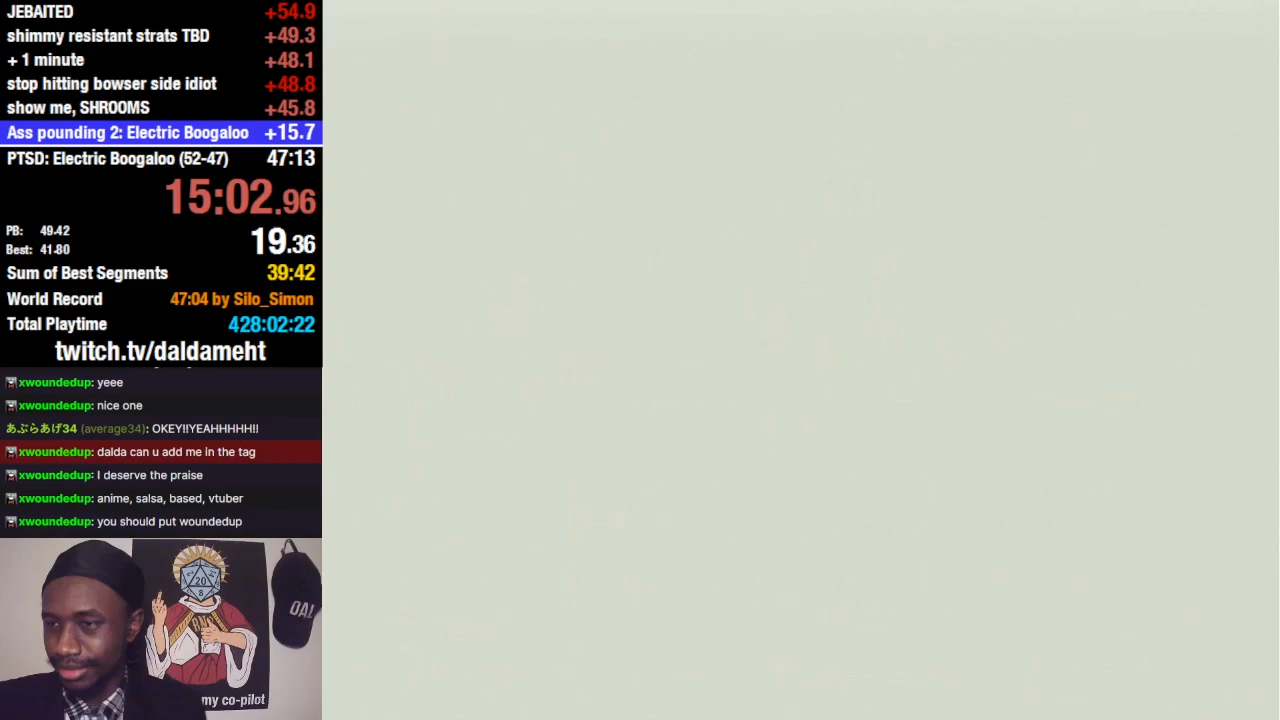 JEBAITED +54.9
shimmy resistant strats TBD +49.3
+ 1 minute +48.1
stop hitting bowser side idiot +48.8
show me, SHROOMS +45.8
Ass pounding 2: Electric Boogaloo +15.7
PTSD: Electric Boogaloo (52-47) 47:13
15:02.96
PB: 49.42
Best: 41.80
19.36
Sum of Best Segments 39:42
World Record 47:04 by Silo_Simon
Total Playtime 428:02:22
twitch.tv/daldameht
xwoundedup: yeee
xwoundedup: nice one
あぶらあげ34 (average34): OKEY!!YEAHHHHH!!
xwoundedup: dalda can u add me in the tag
xwoundedup: I deserve the praise
xwoundedup: anime, salsa, based, vtuber
xwoundedup: you should put woundedup
20
8
my co-pilot